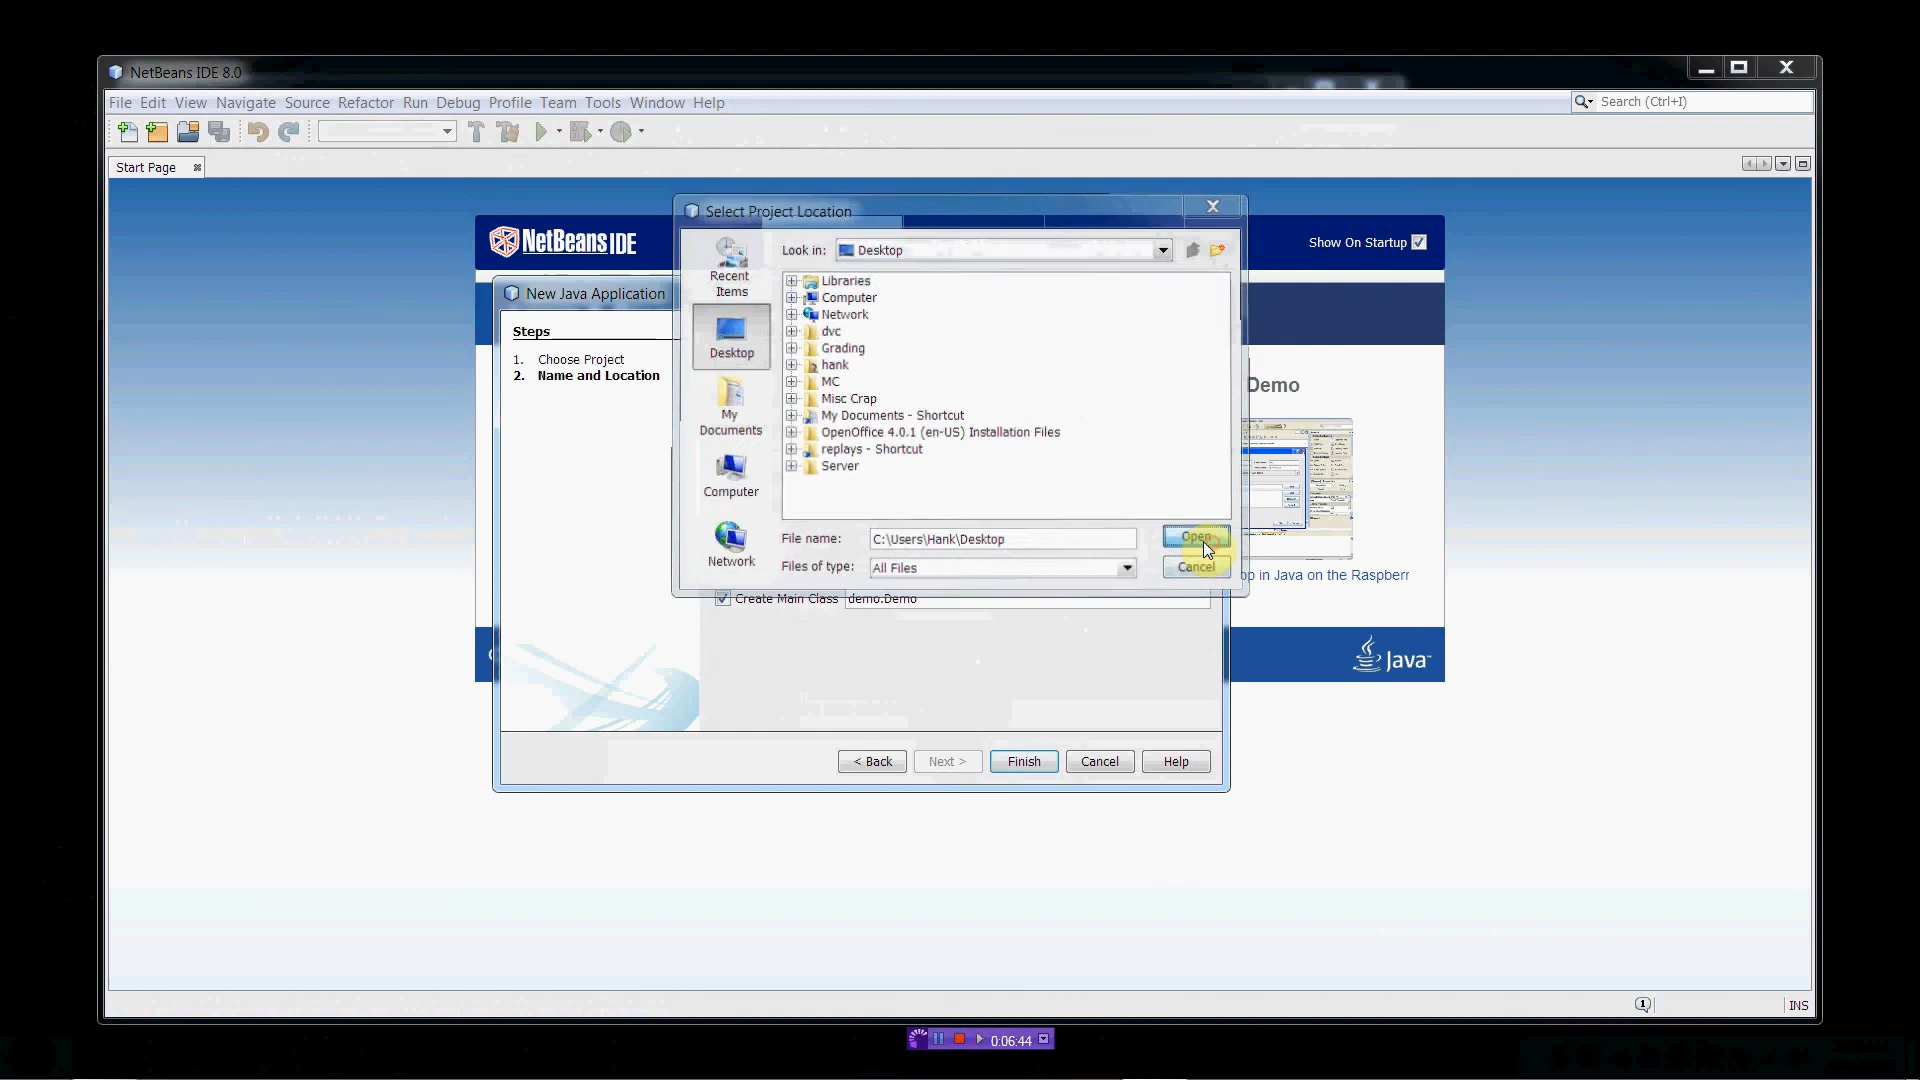 NetBeans IDE 8.0
File Edit View Navigate Source Refactor Run Debug Profile Team Tools Window Help
Search (Ctrl+I)
Start Page
NetBeans IDE
Show On Startup
Select Project Location
Look in: Desktop
Recent
Items
Desktop
My
Documents
Computer
Network
Libraries
Computer
Network
dvc
Grading
hank
MC
Misc Crap
My Documents - Shortcut
OpenOffice 4.0.1 (en-US) Installation Files
replays - Shortcut
Server
File name: C:\Users\Hank\Desktop
Open
Files of type: All Files
Cancel
New Java Application
Steps
1. Choose Project
2. Name and Location
Create Main Class demo.Demo
< Back Next > Finish Cancel Help
Demo
op in Java on the Raspberr
Java
1
INS
0:06:44